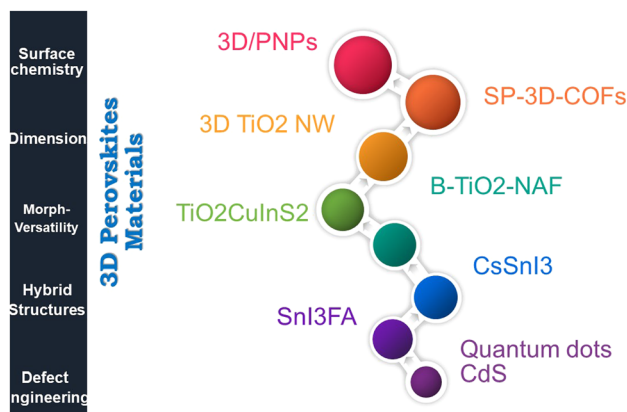 Surface
chemistry
Dimension
Morph-
Versatility
Hybrid
Structures
Defect
ngineering
3D Perovskites
Materials
3D/PNPs
SP-3D-COFs
3D TiO2 NW
B-TiO2-NAF
TiO2CuInS2
CsSnI3
SnI3FA
Quantum dots
CdS